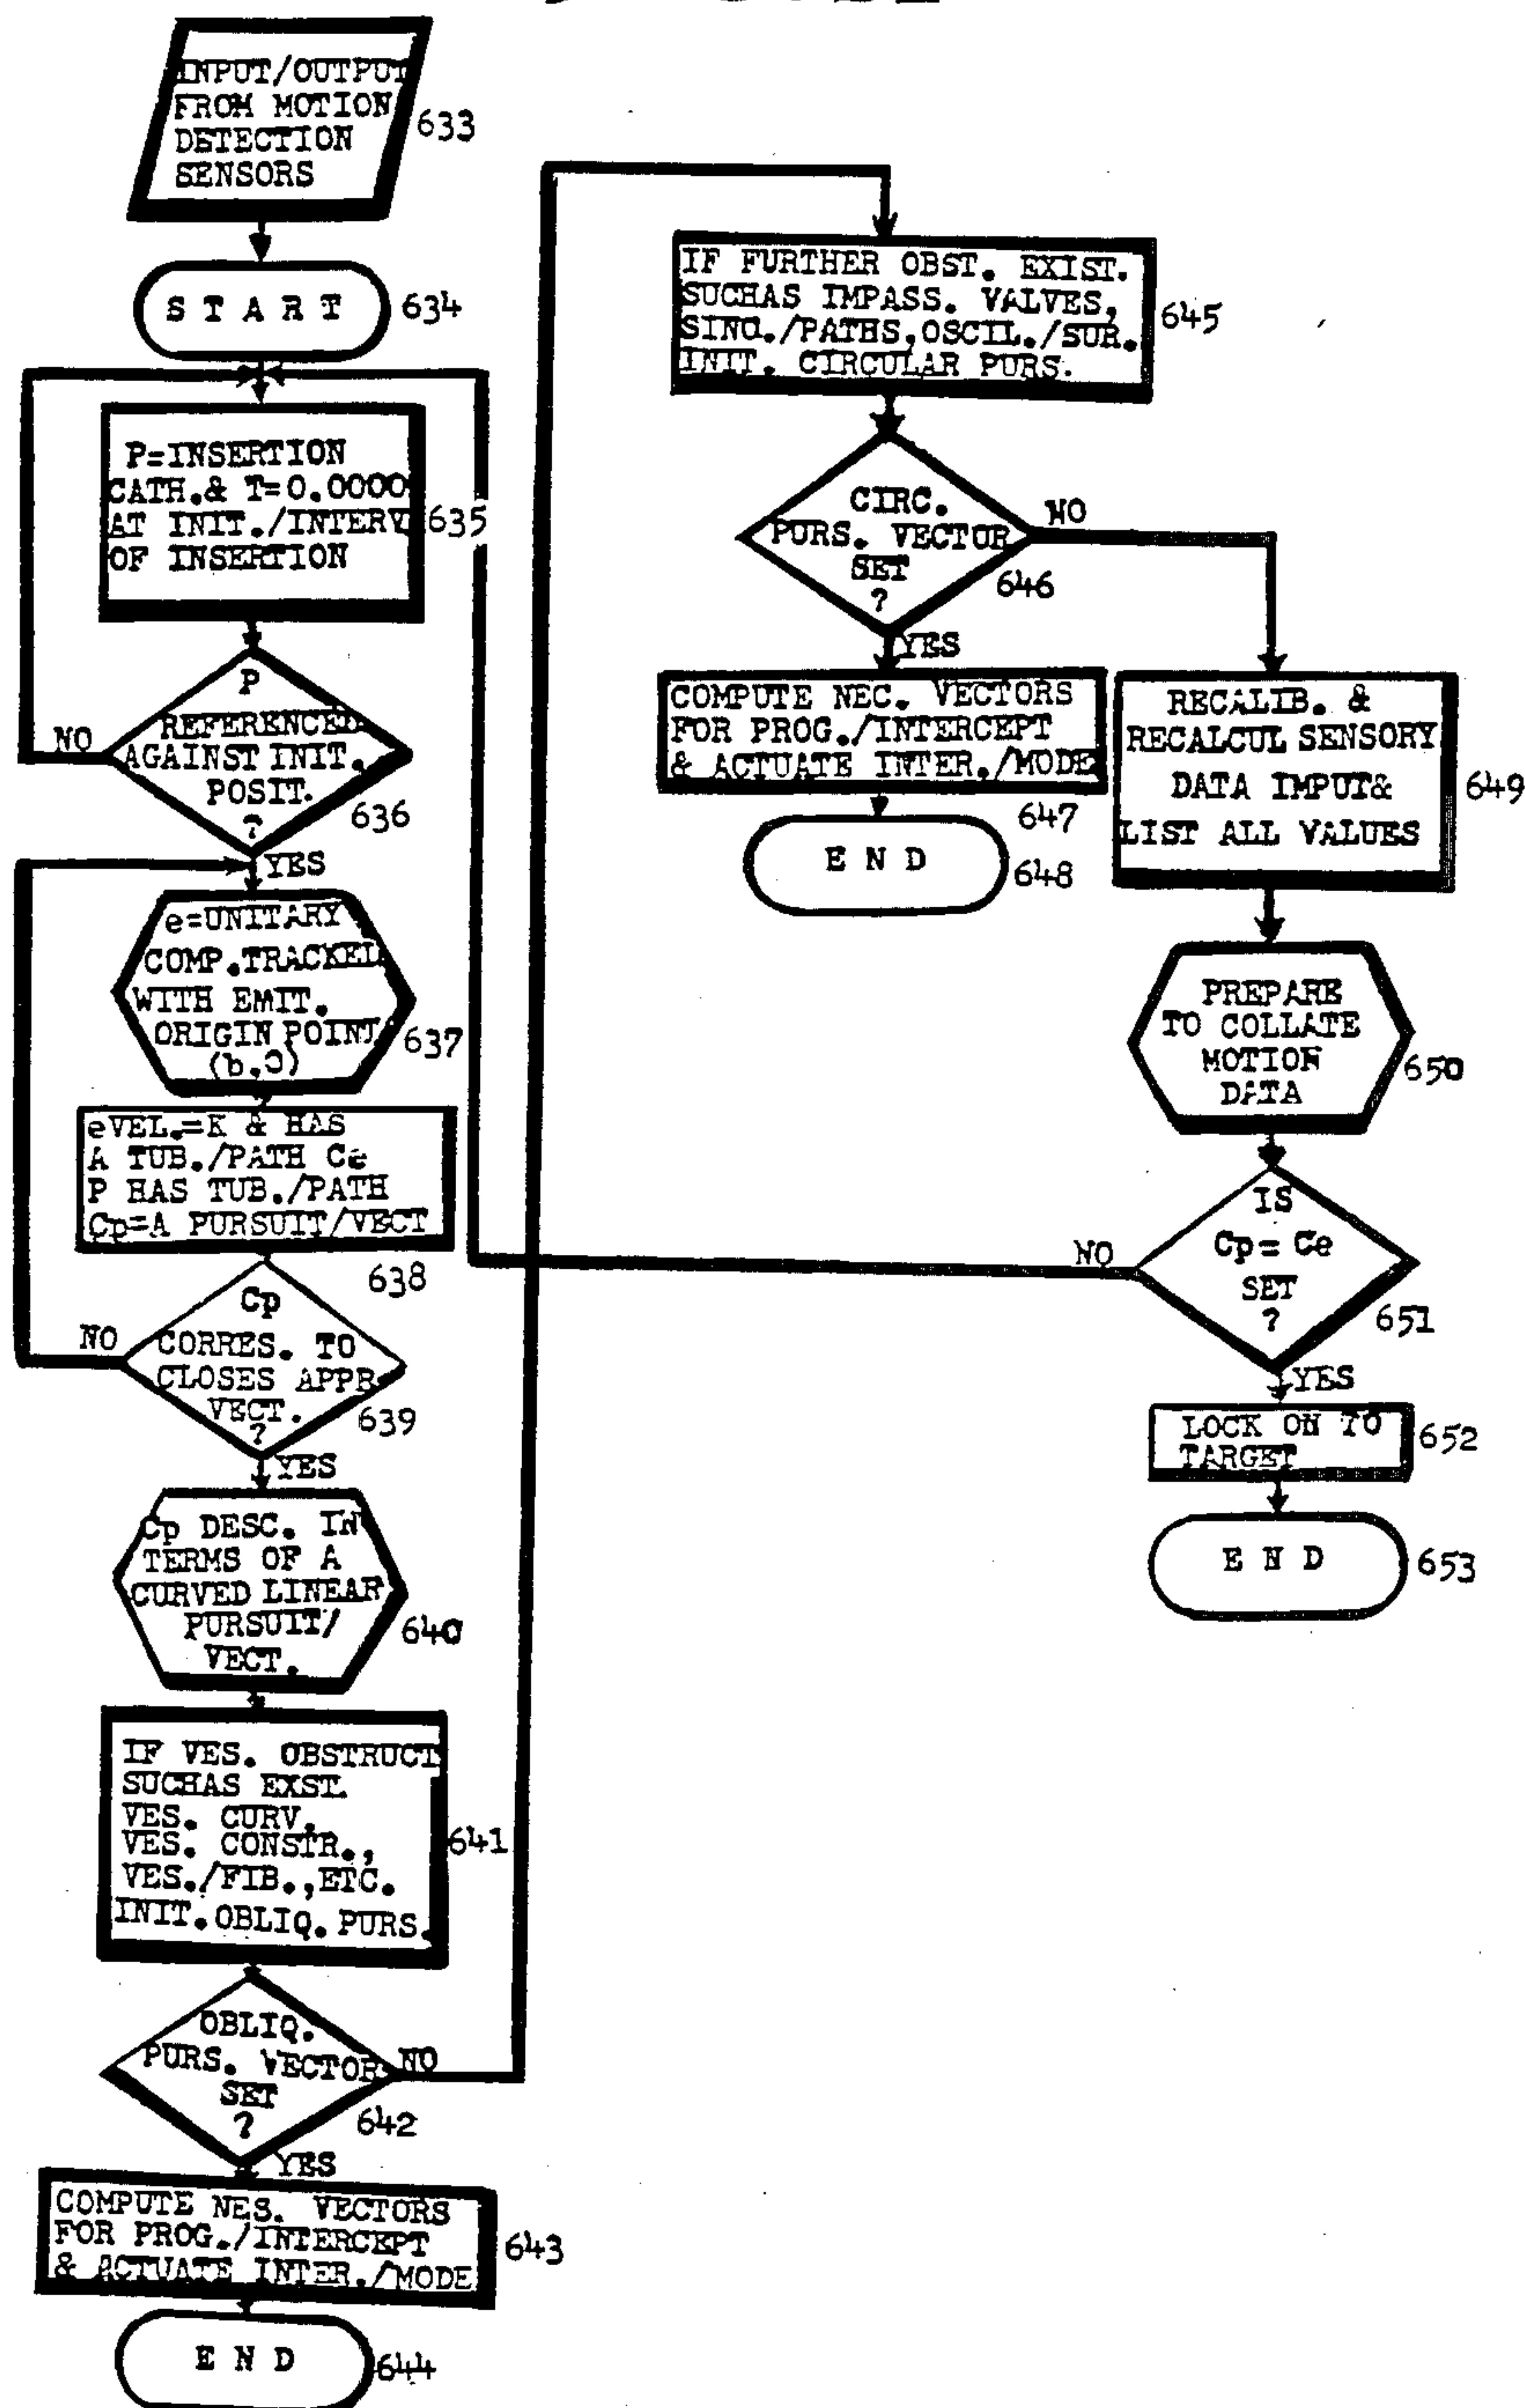 INPUT/OUTPUT
FROM MOTION
DETECTION
SENSORS
633
START
634
P=INSERTION
CATH.& T=0.0000
AT INIT./INTERV
OF INSERTION
635
P
REFERENCED
AGAINST INIT.
POSIT.
?
636
NO
YES
e=UNITARY
COMP.TRACKED
WITH EMIT.
ORIGIN POINT
(b,0)
637
eVEL.=K & HAS
A TUB./PATH Ce
P HAS TUB./PATH
Cp=A PURSUIT/VECT
638
Cp
CORRES. TO
CLOSES APPR
VECT.
?
639
NO
YES
Cp DESC. IN
TERMS OF A
CURVED LINEAR
PURSUIT/
VECT.
640
IF VES. OBSTRUCT
SUCHAS EXST.
VES. CURV.
VES. CONSTR.,
VES./FIB.,ETC.
INIT.OBLIQ. PURS.
641
OBLIQ.
PURS. VECTOR
SET
?
642
NO
YES
COMPUTE NES. VECTORS
FOR PROG./INTERCEPT
& ACTUATE INTER./MODE
643
END
644
IF FURTHER OBST. EXIST.
SUCHAS IMPASS. VALVES,
SING./PATHS,OSCIL./SUR.
INIT. CIRCULAR PURS.
645
CIRC.
PURS. VECTOR
SET
?
646
NO
YES
COMPUTE NEC. VECTORS
FOR PROG./INTERCEPT
& ACTUATE INTER./MODE
647
END
648
RECALIB. &
RECALCUL SENSORY
DATA IMPUT&
LIST ALL VALUES
649
PREPARE
TO COLLATE
MOTION
DATA
650
IS
Cp= Ce
SET
?
651
NO
YES
LOCK ON TO
TARGET
652
END
653